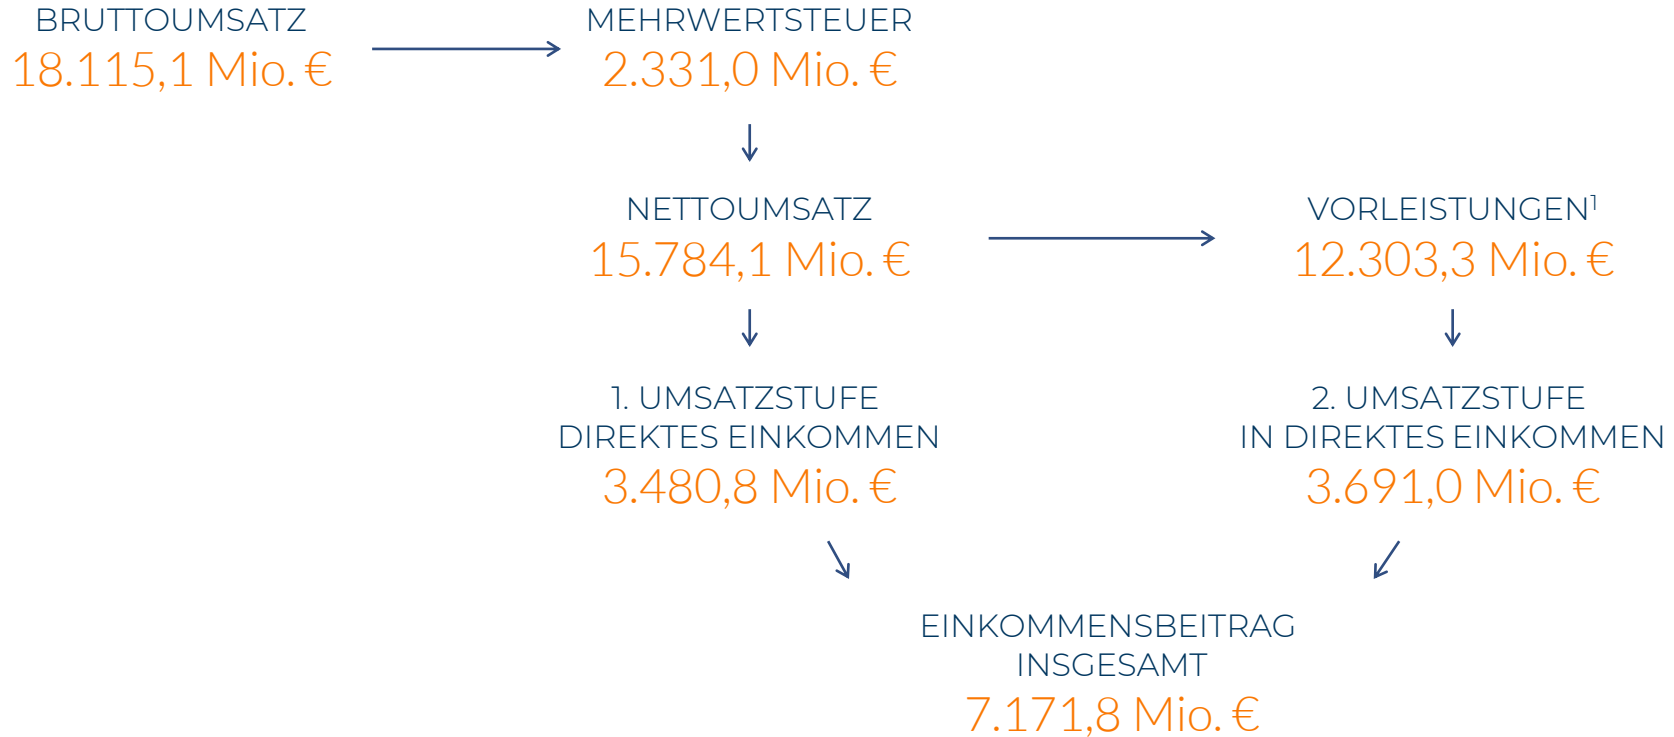 BRUTTOUMSATZ
18.115,1 Mio. €
MEHRWERTSTEUER
2.331,0 Mio. €
NETTOUMSATZ
15.784,1 Mio. €
VORLEISTUNGEN¹
12.303,3 Mio. €
1. UMSATZSTUFE
DIREKTES EINKOMMEN
3.480,8 Mio. €
2. UMSATZSTUFE
IN DIREKTES EINKOMMEN
3.691,0 Mio. €
EINKOMMENSBEITRAG
INSGESAMT
7.171,8 Mio. €